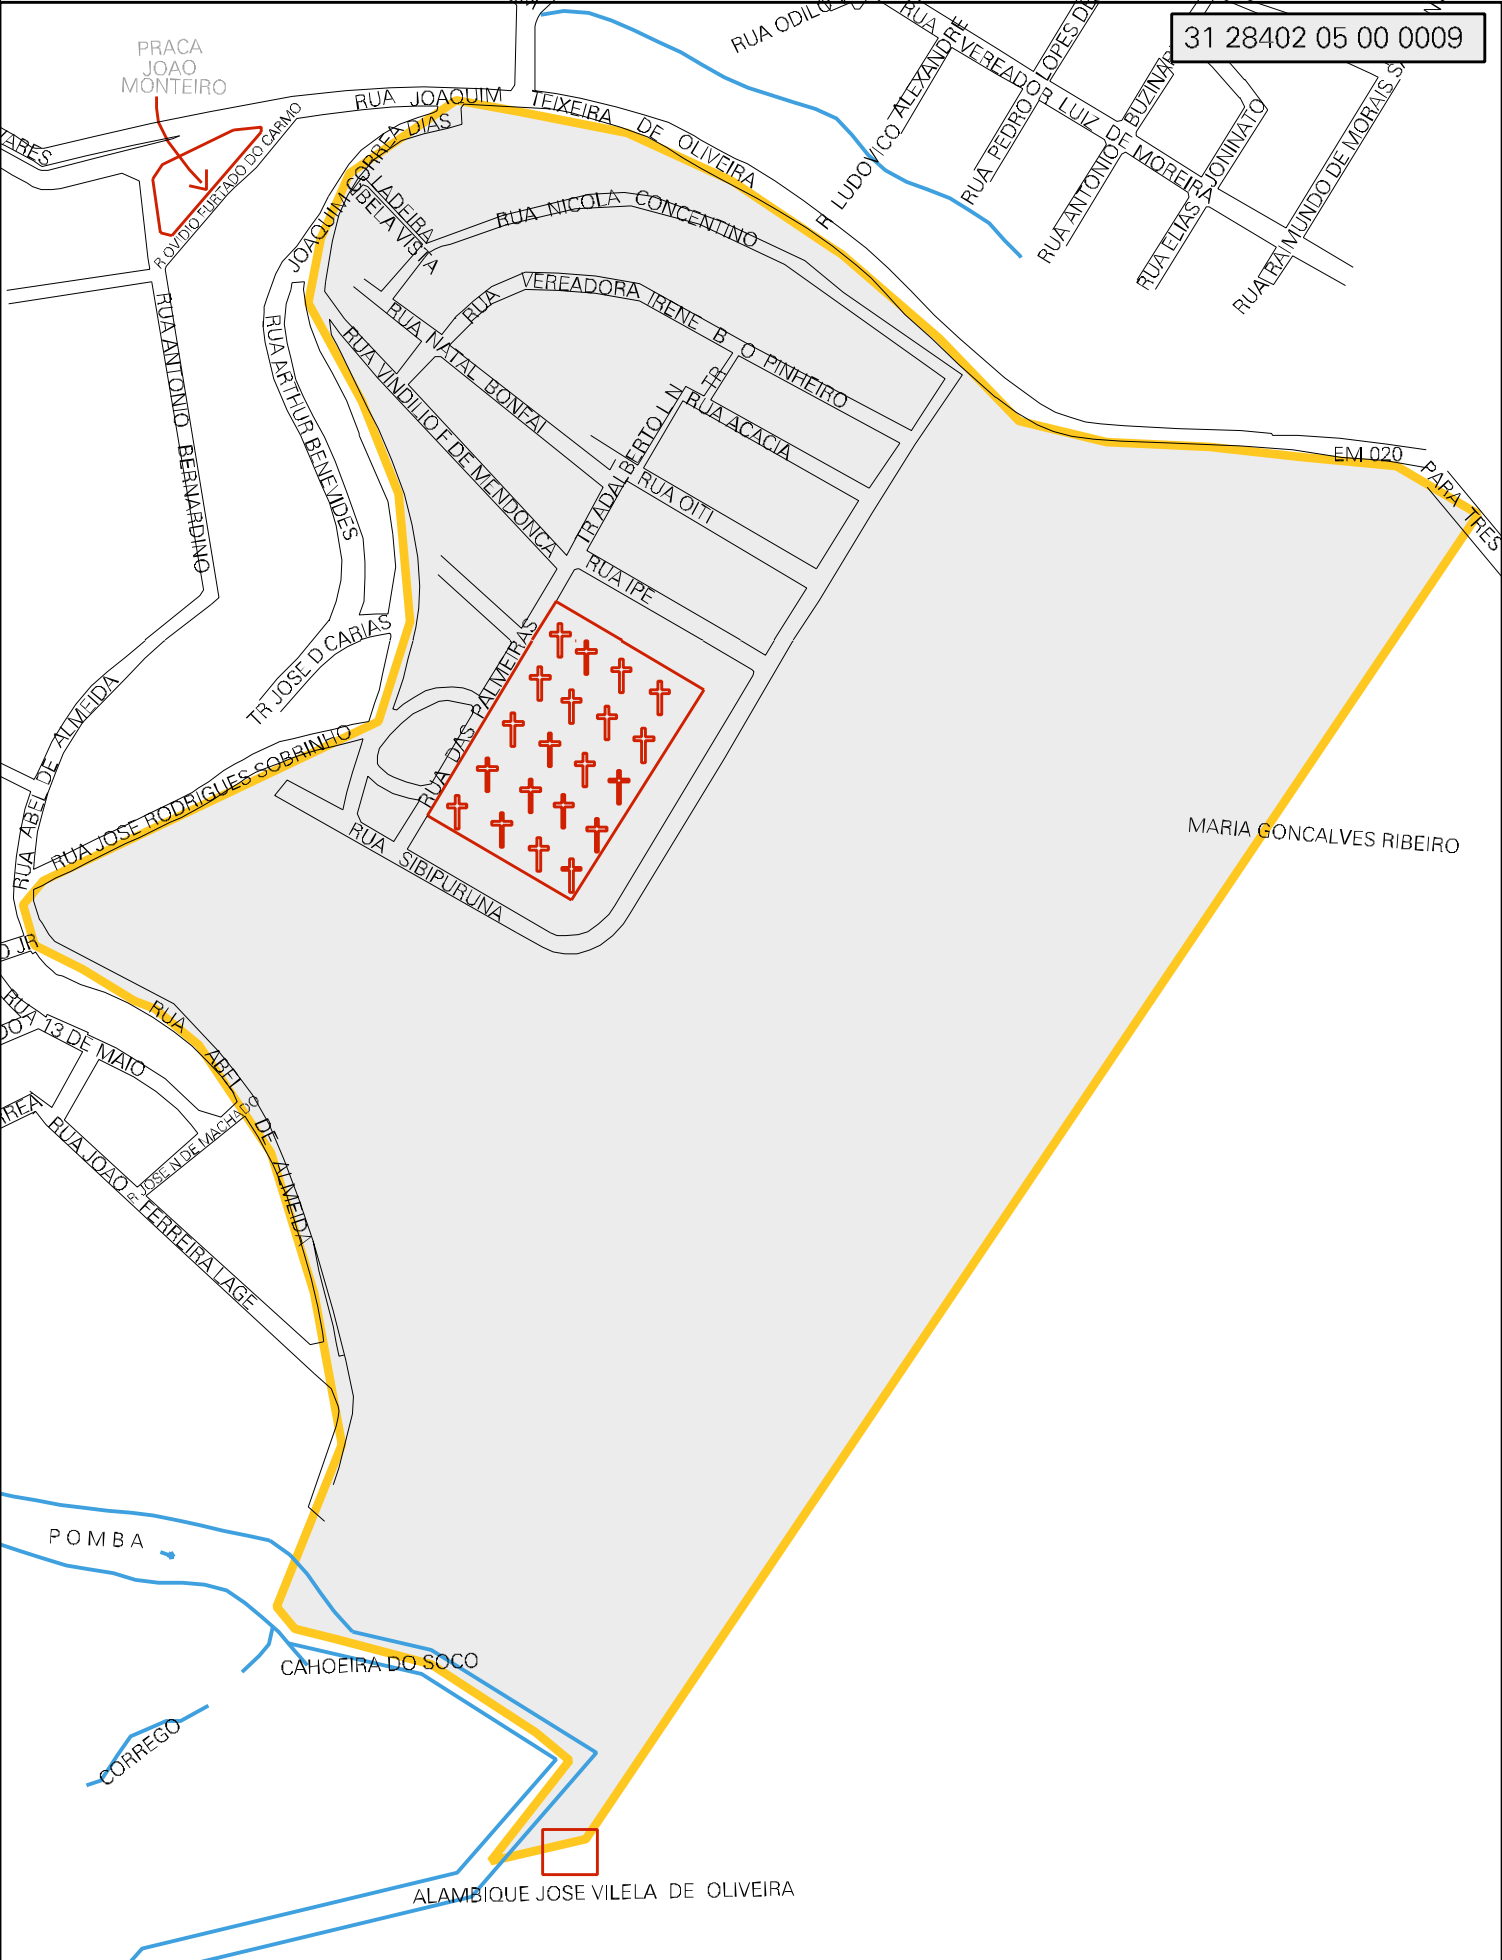 31 28402 05 00 0009
PRACA
JOAO
MONTEIRO
RUA JOAQUIM TEIXEIRA DE OLIVEIRA
RUA VEREADOR LUIZ DE MOREIRA
R LUDOVICO ALEXANDRE
RUA PEDRO LOPES
RUA ANTONIO
RUA ELIAS JONINATO
RUA RAIMUNDO DE MORAIS
R OVIDIO FURTADO DO CARMO
JOAQUIM CORREA DIAS
LADEIRA
BELA VISTA
RUA NICOLA CONCENTINO
RUA VEREADORA IRENE B O PINHEIRO
RUA NATAL BONFAI
RUA VINDILIO F DE MENDONCA
TR ADALBERTO L N
TR
RUA ACACIA
RUA OITI
RUA IPE
RUA ANTONIO BERNARDINO
RUA ARTHUR BENEVIDES
TR JOSE D CARIAS
RUA DAS PALMEIRAS
RUA SIBIPURUNA
RUA JOSE RODRIGUES SOBRINHO
RUA ABEL DE ALMEIDA
EM 020
PARA TRES
MARIA GONCALVES RIBEIRO
JR
RUA 13 DE MAIO
RUA ABEL DE ALMEIDA
R JOSE N DE MACHADO
RUA JOAO FERREIRA LAGE
POMBA
CAHOEIRA DO SOCO
CORREGO
ALAMBIQUE JOSE VILELA DE OLIVEIRA